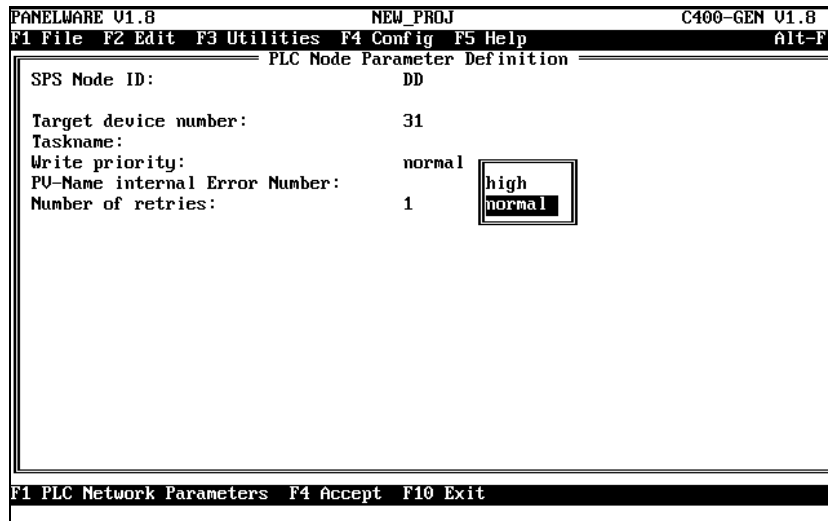 PANELWARE V1.8 NEW_PROJ C400-GEN V1.8
F1 File F2 Edit F3 Utilities F4 Config F5 Help Alt-F
PLC Node Parameter Definition
SPS Node ID: DD
Target device number: 31
Taskname:
Write priority: normal
PV-Name internal Error Number: high
Number of retries: 1 normal
F1 PLC Network Parameters F4 Accept F10 Exit